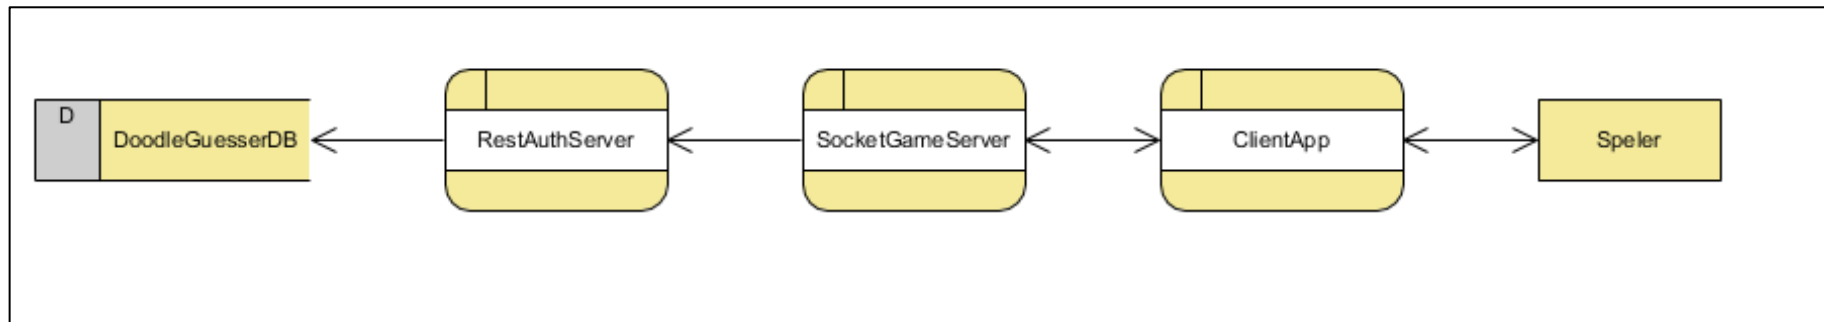 D
DoodleGuesserDB
RestAuthServer
SocketGameServer
ClientApp
Speler